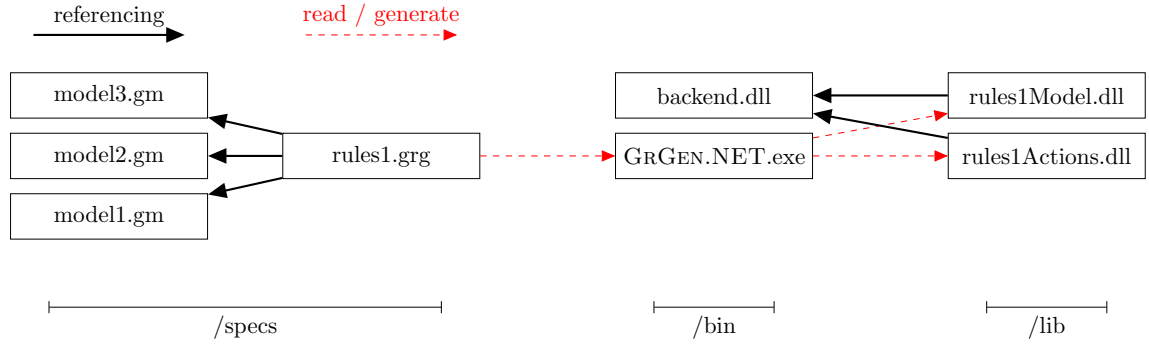 referencing
read / generate
model3.gm
backend.dll
rules1Model.dll
model2.gm
rules1.grg
GRGEN.NET.exe
rules1Actions.dll
model1.gm
/specs
/bin
/lib